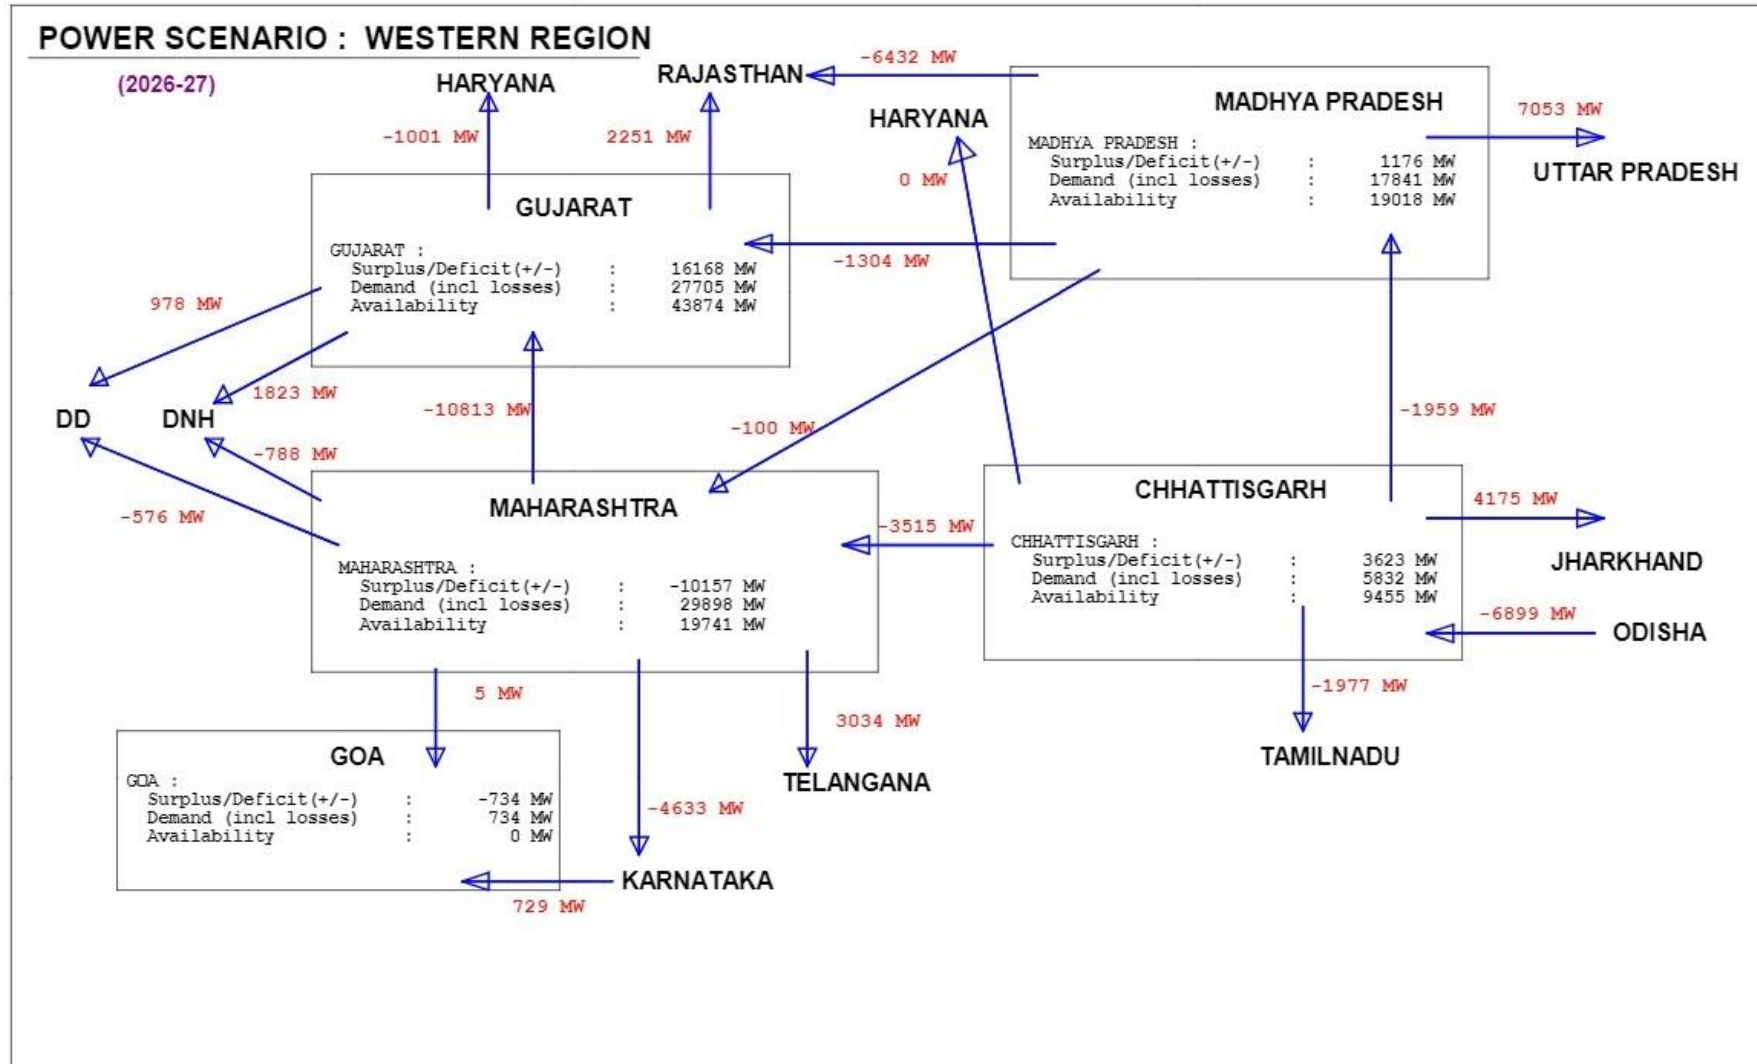 POWER SCENARIO : WESTERN REGION
(2026-27)
HARYANA
RAJASTHAN
-6432 MW
-1001 MW
2251 MW
HARYANA
0 MW
MADHYA PRADESH
MADHYA PRADESH :
Surplus/Deficit(+/-) : 1176 MW
Demand (incl losses) : 17841 MW
Availability : 19018 MW
7053 MW
UTTAR PRADESH
GUJARAT
GUJARAT :
Surplus/Deficit(+/-) : 16168 MW
Demand (incl losses) : 27705 MW
Availability : 43874 MW
-1304 MW
978 MW
1823 MW
DD
DNH
-10813 MW
-100 MW
-1959 MW
-788 MW
-576 MW
MAHARASHTRA
MAHARASHTRA :
Surplus/Deficit(+/-) : -10157 MW
Demand (incl losses) : 29898 MW
Availability : 19741 MW
-3515 MW
CHHATTISGARH
CHHATTISGARH :
Surplus/Deficit(+/-) : 3623 MW
Demand (incl losses) : 5832 MW
Availability : 9455 MW
4175 MW
JHARKHAND
-6899 MW
ODISHA
-1977 MW
TAMILNADU
5 MW
3034 MW
TELANGANA
GOA
GOA :
Surplus/Deficit(+/-) : -734 MW
Demand (incl losses) : 734 MW
Availability : 0 MW
-4633 MW
KARNATAKA
729 MW